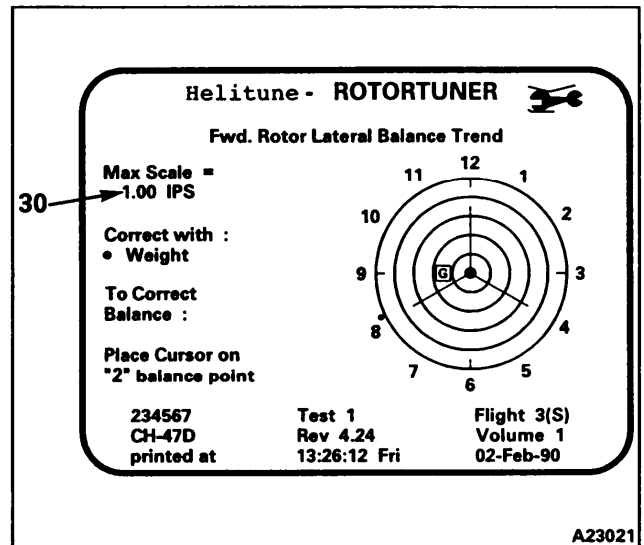 Helitune- ROTORTUNER
Fwd. Rotor Lateral Balance Trend
Max Scale =
1.00 IPS
30
Correct with :
• Weight
To Correct
Balance :
Place Cursor on
"2" balance point
12
1
2
3
4
5
6
7
8
9
10
11
G
234567 Test 1 Flight 3(S)
CH-47D Rev 4.24 Volume 1
printed at 13:26:12 Fri 02-Feb-90
A23021